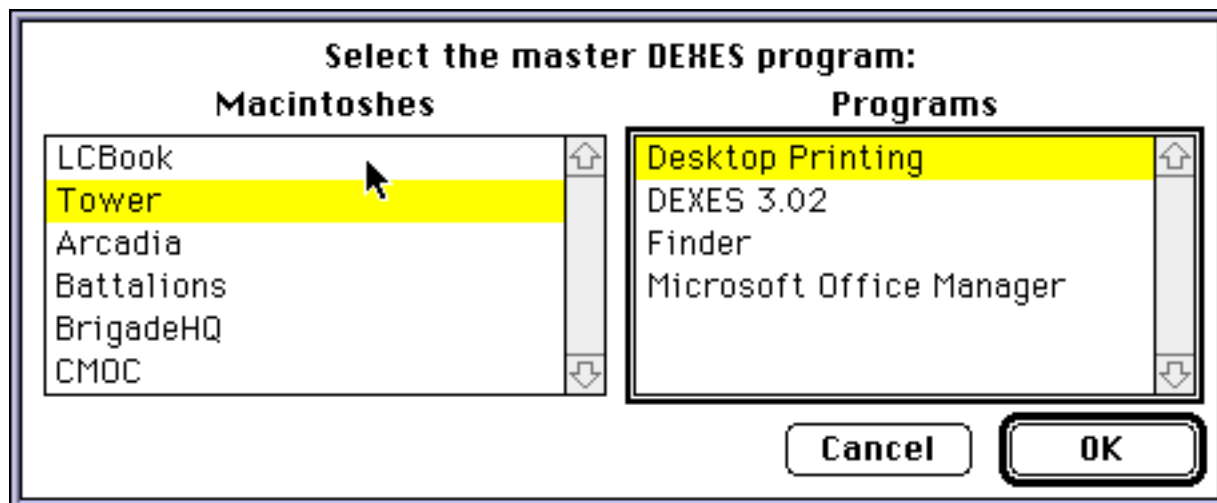 Select the master DEXES program:
Macintoshes
LCBook
Tower
Arcadia
Battalions
BrigadeHQ
CMOC
Programs
Desktop Printing
DEXES 3.02
Finder
Microsoft Office Manager
Cancel
OK